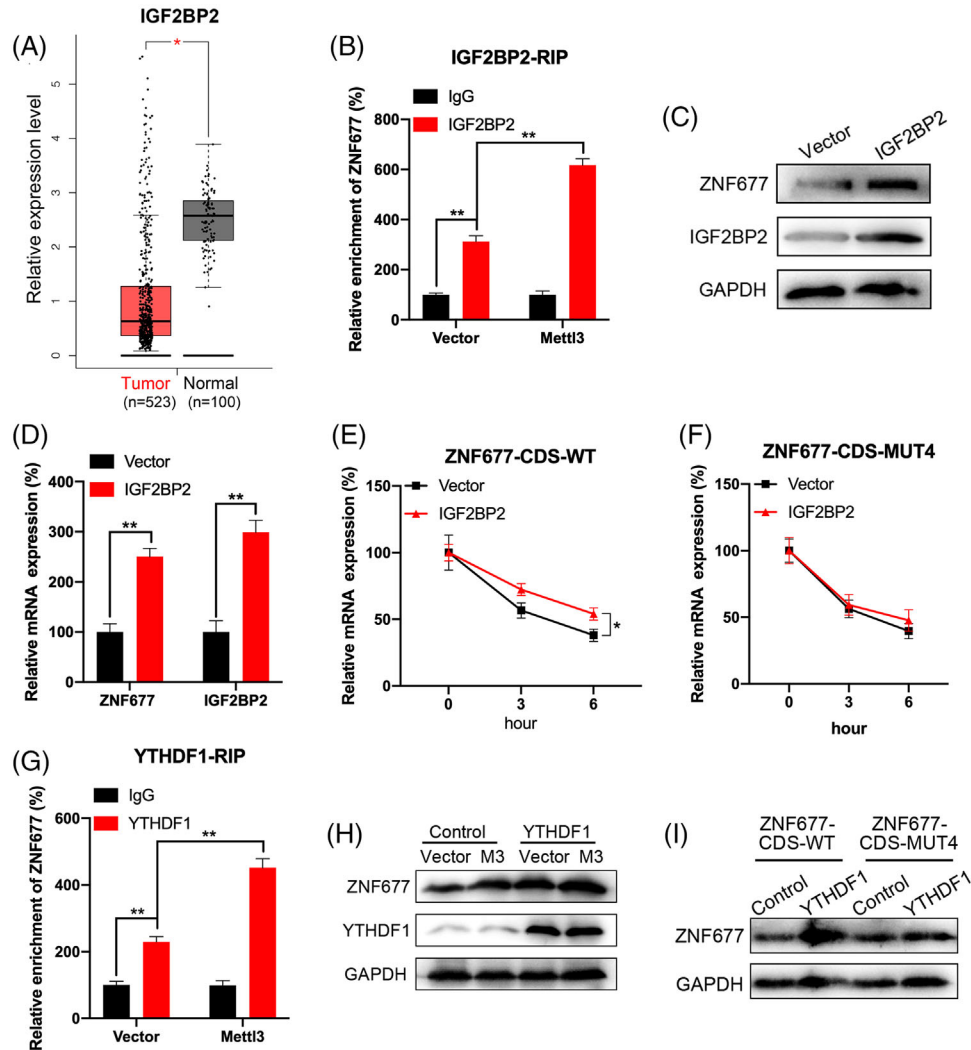 (A)
IGF2BP2
*
Relative expression level
5
4
3
2
1
0
Tumor
Normal
(n=523)
(n=100)
(B)
IGF2BP2-RIP
IgG
IGF2BP2
Relative enrichment of ZNF677 (%)
800
600
400
200
0
**
**
Vector
Mettl3
(C)
Vector
IGF2BP2
ZNF677
IGF2BP2
GAPDH
(D)
Vector
IGF2BP2
Relative mRNA expression (%)
400
300
200
100
0
**
**
ZNF677
IGF2BP2
(E)
ZNF677-CDS-WT
Vector
IGF2BP2
Relative mRNA expression (%)
150
100
50
0
*
0
3
6
hour
(F)
ZNF677-CDS-MUT4
Vector
IGF2BP2
Relative mRNA expression (%)
150
100
50
0
0
3
6
hour
(G)
YTHDF1-RIP
IgG
YTHDF1
Relative enrichment of ZNF677 (%)
600
400
200
0
**
**
Vector
Mettl3
(H)
Control
YTHDF1
Vector
M3
Vector
M3
ZNF677
YTHDF1
GAPDH
(I)
ZNF677-
CDS-WT
ZNF677-
CDS-MUT4
Control
YTHDF1
Control
YTHDF1
ZNF677
GAPDH